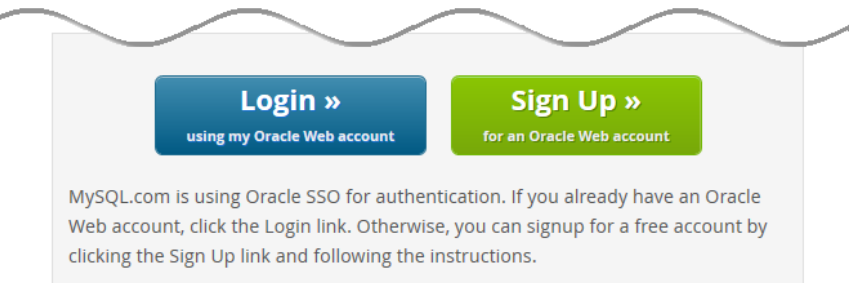 Login »
using my Oracle Web account
Sign Up »
for an Oracle Web account
MySQL.com is using Oracle SSO for authentication. If you already have an Oracle
Web account, click the Login link. Otherwise, you can signup for a free account by
clicking the Sign Up link and following the instructions.